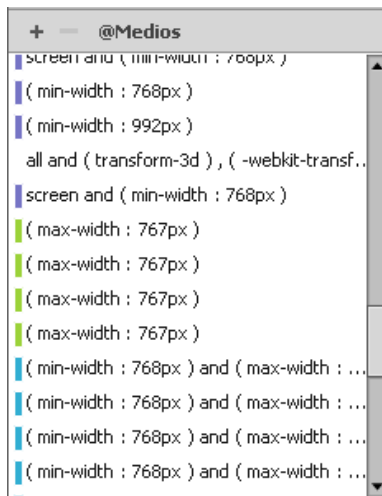 + − @Medios
screen and ( min-width : 768px )
( min-width : 768px )
( min-width : 992px )
all and ( transform-3d ) , ( -webkit-transf...
screen and ( min-width : 768px )
( max-width : 767px )
( max-width : 767px )
( max-width : 767px )
( max-width : 767px )
( min-width : 768px ) and ( max-width : ...
( min-width : 768px ) and ( max-width : ...
( min-width : 768px ) and ( max-width : ...
( min-width : 768px ) and ( max-width : ...